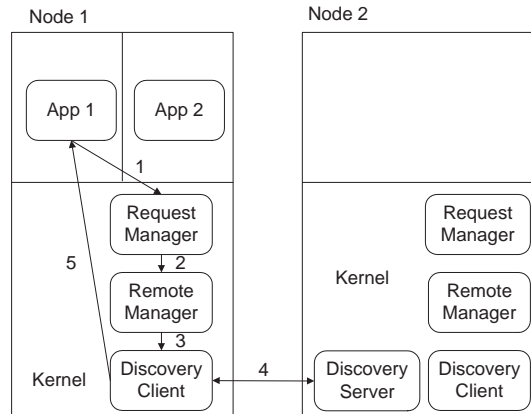 Node 1
Node 2
App 1
App 2
1
Request
Manager
2
Remote
Manager
3
5
Kernel
Discovery
Client
4
Request
Manager
Kernel
Remote
Manager
Discovery
Server
Discovery
Client